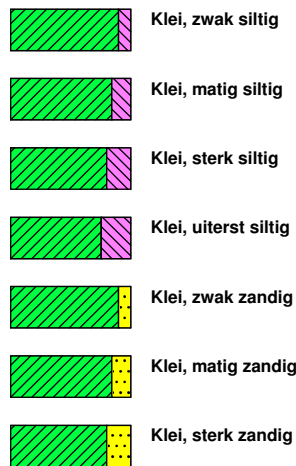 Klei, zwak siltig
Klei, matig siltig
Klei, sterk siltig
Klei, uiterst siltig
Klei, zwak zandig
Klei, matig zandig
Klei, sterk zandig